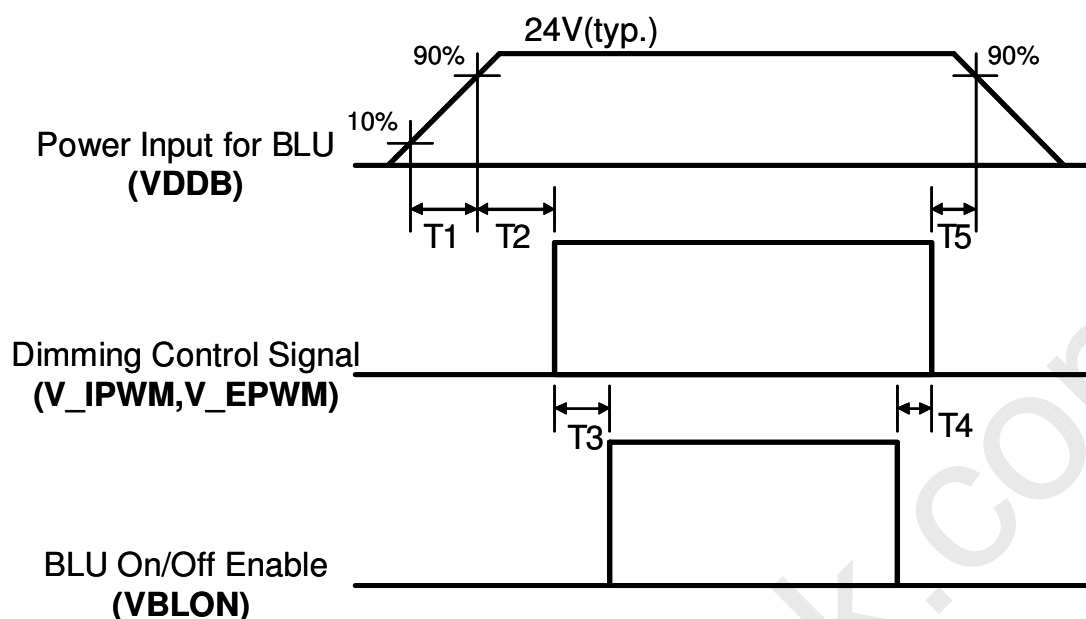 24V(typ.)
90%
90%
10%
Power Input for BLU
(VDDB)
T1
T2
T5
Dimming Control Signal
(V_IPWM,V_EPWM)
T3
T4
BLU On/Off Enable
(VBLON)
k.com